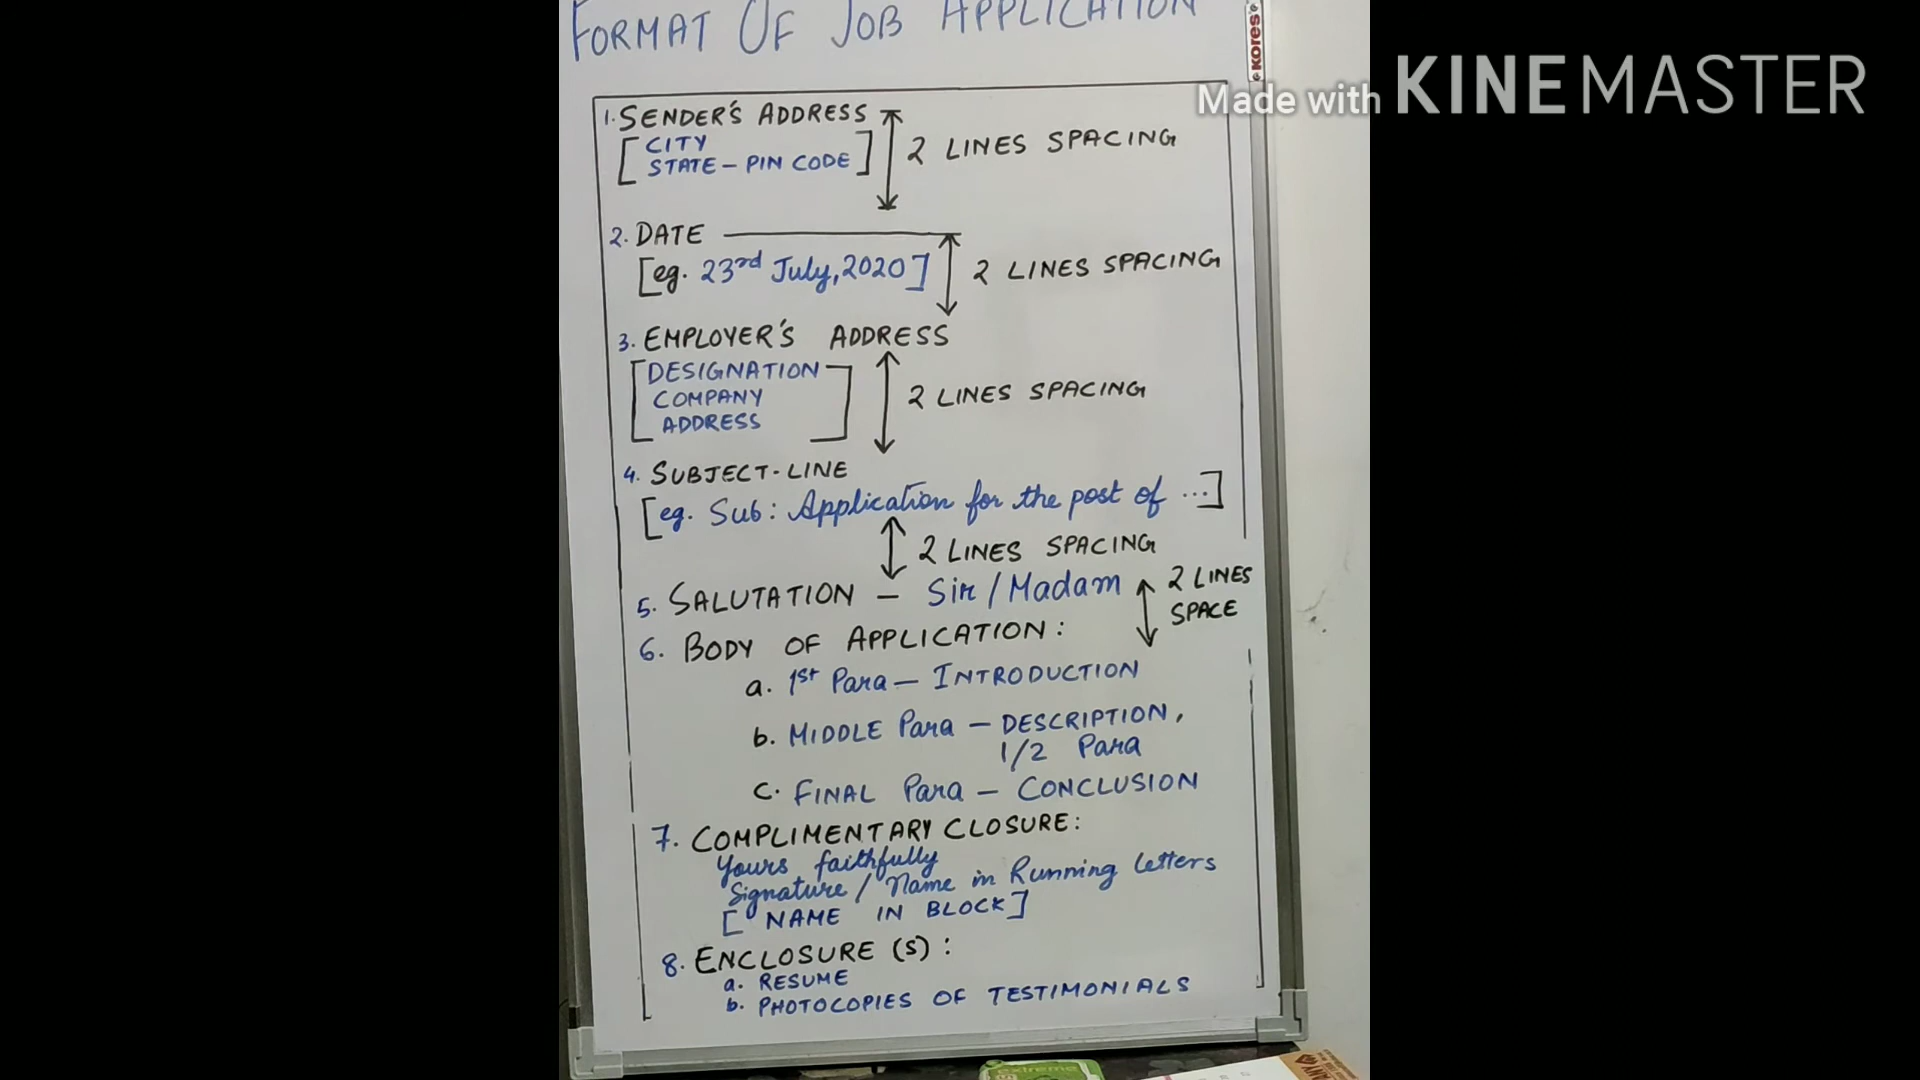 FORMAT OF JOB APPLICATION
KORES
Made with KINEMASTER
1. SENDER'S ADDRESS
[CITY
STATE - PIN CODE]
2 LINES SPACING
2. DATE
[eg. 23rd July, 2020]
2 LINES SPACING
3. EMPLOYER'S ADDRESS
[DESIGNATION
COMPANY
ADDRESS]
2 LINES SPACING
4. SUBJECT-LINE
[eg. Sub: Application for the post of ...]
2 LINES SPACING
5. SALUTATION - Sir/Madam
2 LINES
SPACE
6. BODY OF APPLICATION:
a. 1st Para - INTRODUCTION
b. MIDDLE Para - DESCRIPTION,
1/2 Para
c. FINAL Para - CONCLUSION
7. COMPLIMENTARY CLOSURE:
Yours faithfully
Signature/Name in Running letters
[NAME IN BLOCK]
8. ENCLOSURE (S):
a. RESUME
b. PHOTOCOPIES OF TESTIMONIALS
extreme